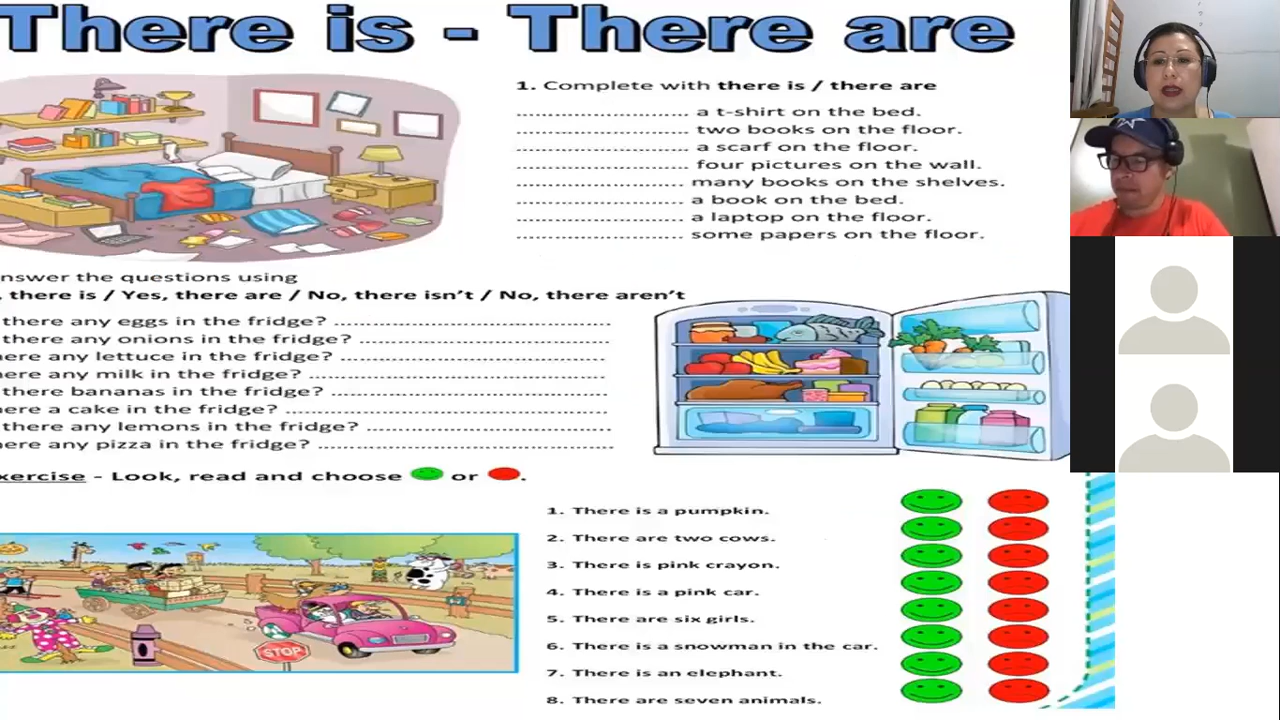 There is - There are
1. Complete with there is / there are
........................... a t-shirt on the bed.
........................... two books on the floor.
........................... a scarf on the floor.
........................... four pictures on the wall.
........................... many books on the shelves.
........................... a book on the bed.
........................... a laptop on the floor.
........................... some papers on the floor.
nswer the questions using
, there is / Yes, there are / No, there isn't / No, there aren't
there any eggs in the fridge? ...........................................
there any onions in the fridge? .......................................
here any lettuce in the fridge? .........................................
here any milk in the fridge? ..............................................
there bananas in the fridge? ...........................................
here a cake in the fridge? .................................................
there any lemons in the fridge? .....................................
here any pizza in the fridge? .............................................
xercise - Look, read and choose or .
1. There is a pumpkin.
2. There are two cows.
3. There is pink crayon.
4. There is a pink car.
5. There are six girls.
6. There is a snowman in the car.
7. There is an elephant.
8. There are seven animals.
STOP